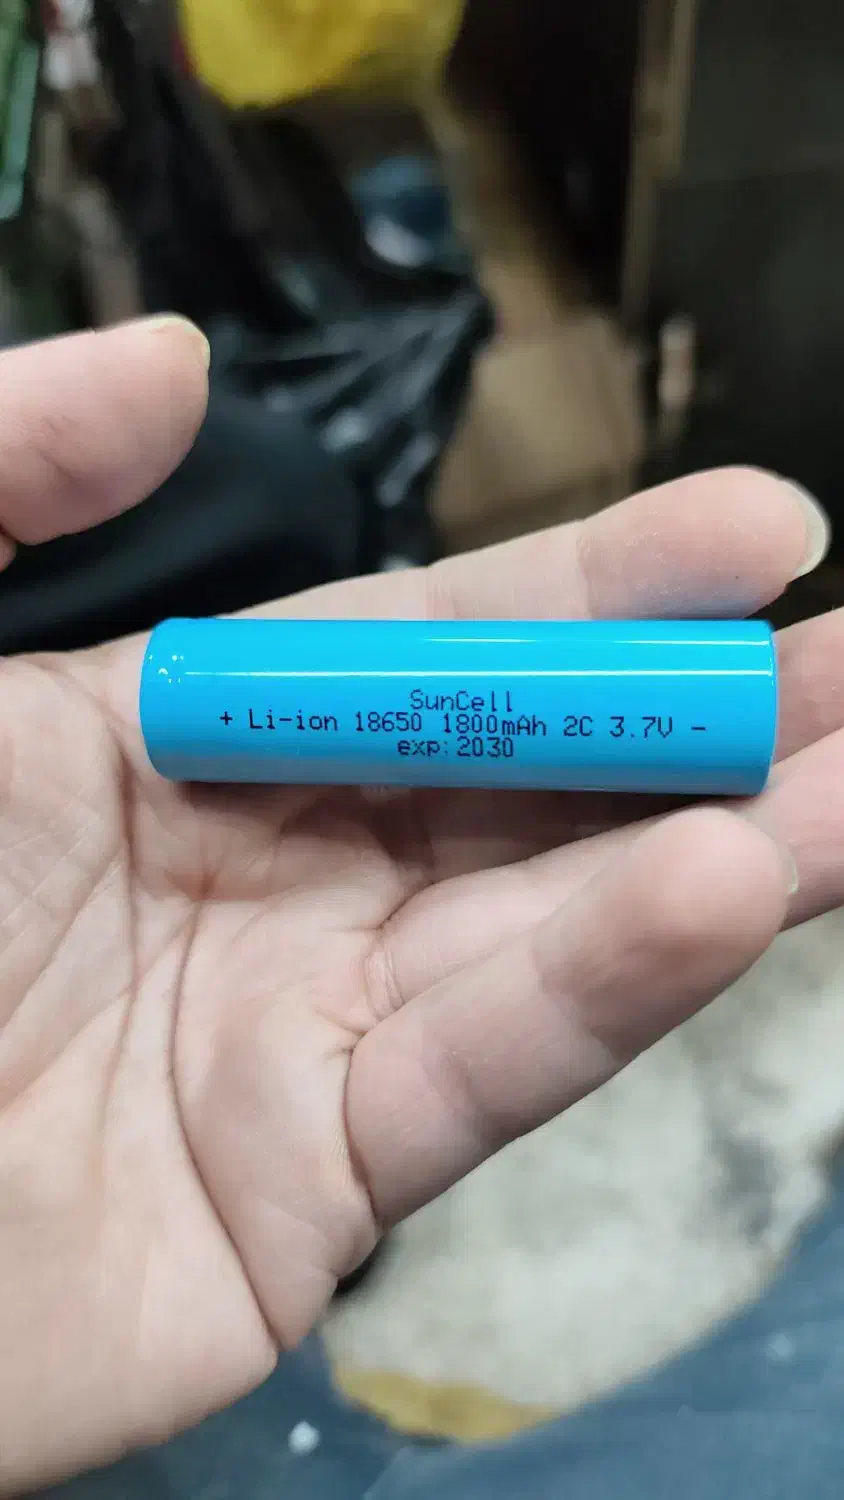 SunCell
+ Li-ion 18650 1800mAh 2C 3.7V -
exp:2030